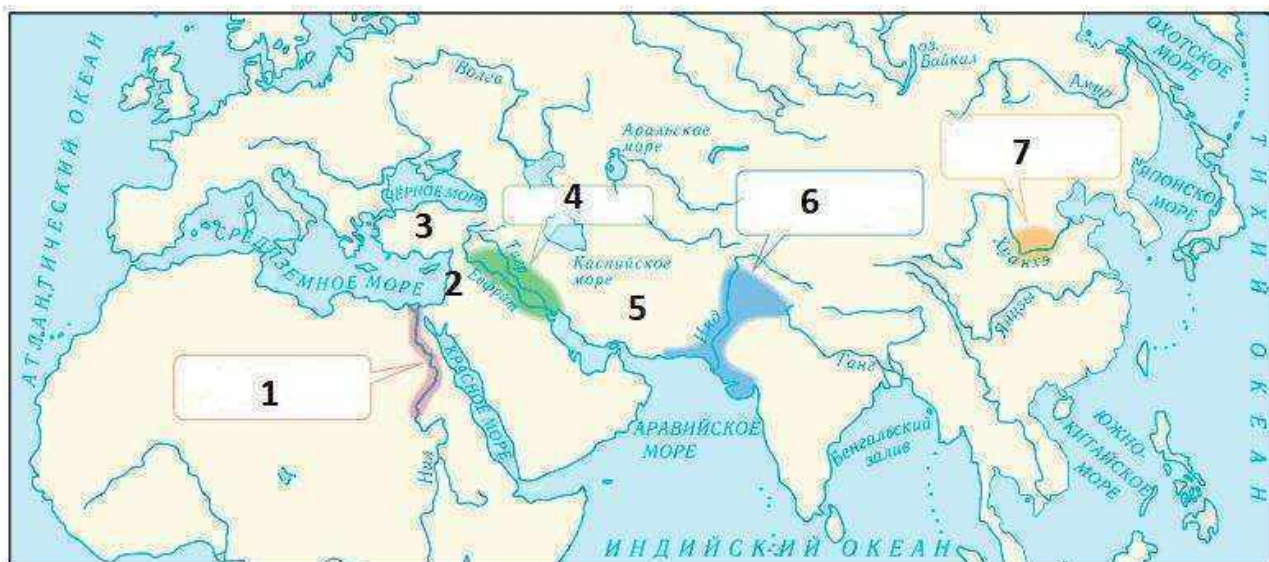 АТЛАНТИЧЕСКИЙ ОКЕАН
Волга
оз.
Байкал
Амур
ОХОТСКОЕ
МОРЕ
ТИХИЙ ОКЕАН
Аральское
море
7
ЯПОНСКОЕ
МОРЕ
ЧЁРНОЕ МОРЕ
4
6
3
СРЕДИЗЕМНОЕ МОРЕ
Тигр
Евфрат
2
Каспийское
море
5
Инд
Хуанхэ
Янцзы
1
КРАСНОЕ МОРЕ
Нил
Ганг
АРАВИЙСКОЕ
МОРЕ
Бенгальский
залив
ЮЖНО-
КИТАЙСКОЕ
МОРЕ
ИНДИЙСКИЙ ОКЕАН